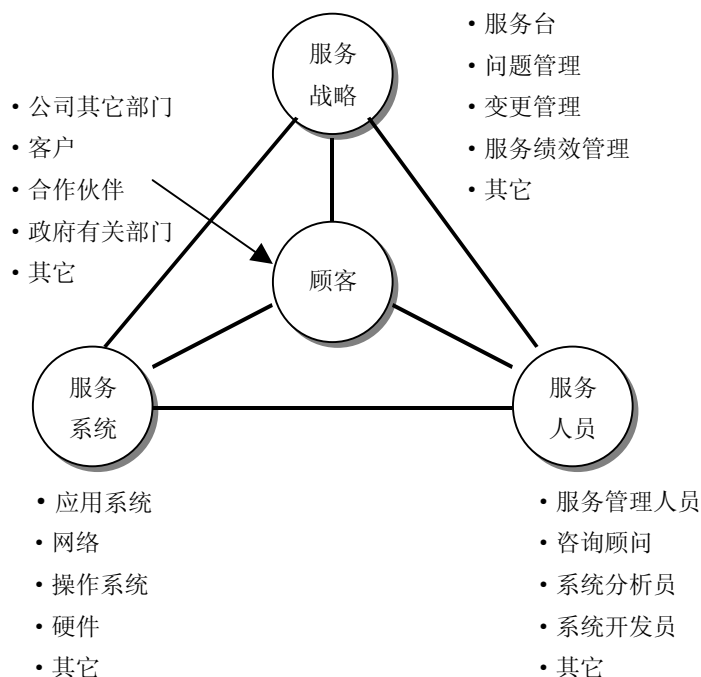 服务
战略
• 服务台
• 问题管理
• 变更管理
• 服务绩效管理
• 其它
• 公司其它部门
• 客户
• 合作伙伴
• 政府有关部门
• 其它
顾客
服务
系统
服务
人员
• 应用系统
• 网络
• 操作系统
• 硬件
• 其它
• 服务管理人员
• 咨询顾问
• 系统分析员
• 系统开发员
• 其它